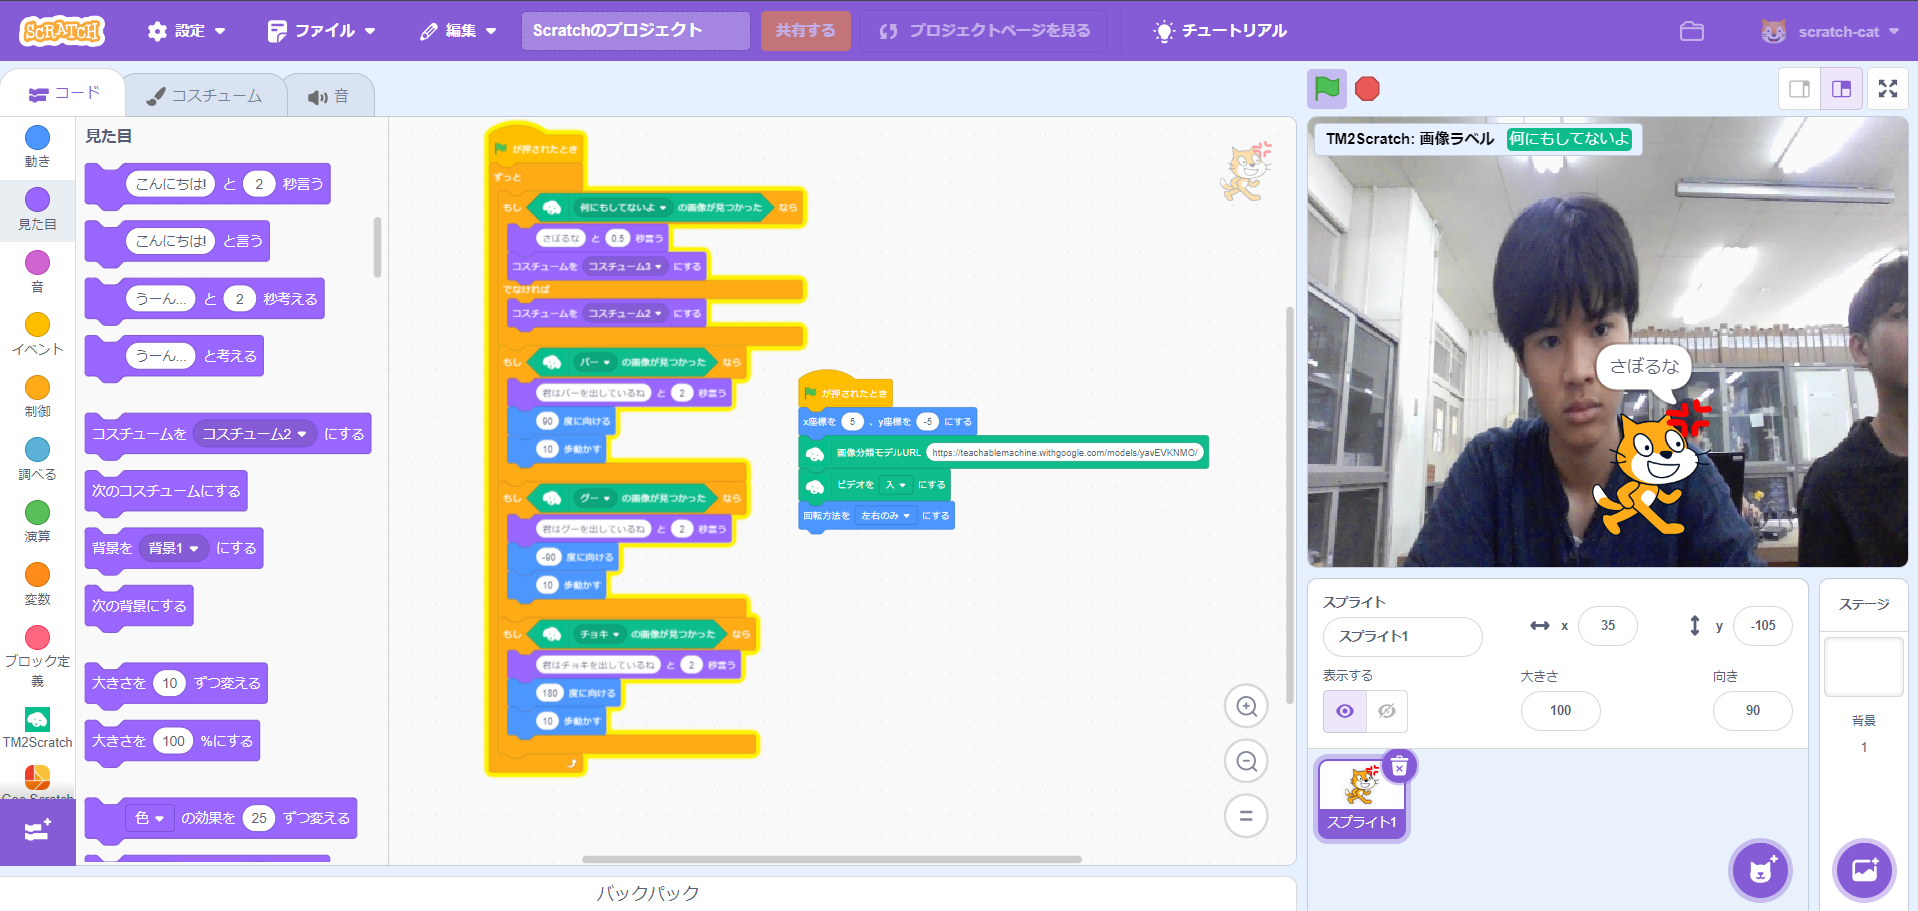 SCRATCH 設定 ファイル 編集 Scratchのプロジェクト 共有する プロジェクトページを見る チュートリアル scratch-cat
コード コスチューム 音
動き
見た目
音
イベント
制御
調べる
演算
変数
ブロック定義
TM2Scratch
Geo Scratch
見た目
こんにちは! と 2 秒言う
こんにちは! と言う
うーん... と 2 秒考える
うーん... と考える
コスチュームを コスチューム2 にする
次のコスチュームにする
背景を 背景1 にする
次の背景にする
大きさを 10 ずつ変える
大きさを 100 %にする
色 の効果を 25 ずつ変える
が押されたとき
ずっと
もし 何にもしてないよ の画像が見つかった なら
さぼるな と 0.5 秒言う
コスチュームを コスチューム3 にする
でなければ
コスチュームを コスチューム2 にする
もし パー の画像が見つかった なら
君はパーを出しているね と 2 秒言う
90 度に向ける
10 歩動かす
もし グー の画像が見つかった なら
君はグーを出しているね と 2 秒言う
-90 度に向ける
10 歩動かす
もし チョキ の画像が見つかった なら
君はチョキを出しているね と 2 秒言う
180 度に向ける
10 歩動かす
が押されたとき
x座標を 5 、y座標を -5 にする
画像分類モデルURL https://teachablemachine.withgoogle.com/models/yavEVKNMO/
ビデオを 入 にする
回転方法を 左右のみ にする
TM2Scratch: 画像ラベル 何にもしてないよ
さぼるな
スプライト
スプライト1 x 35 y -105
表示する 大きさ 向き
100 90
スプライト1
ステージ
背景
1
バックパック